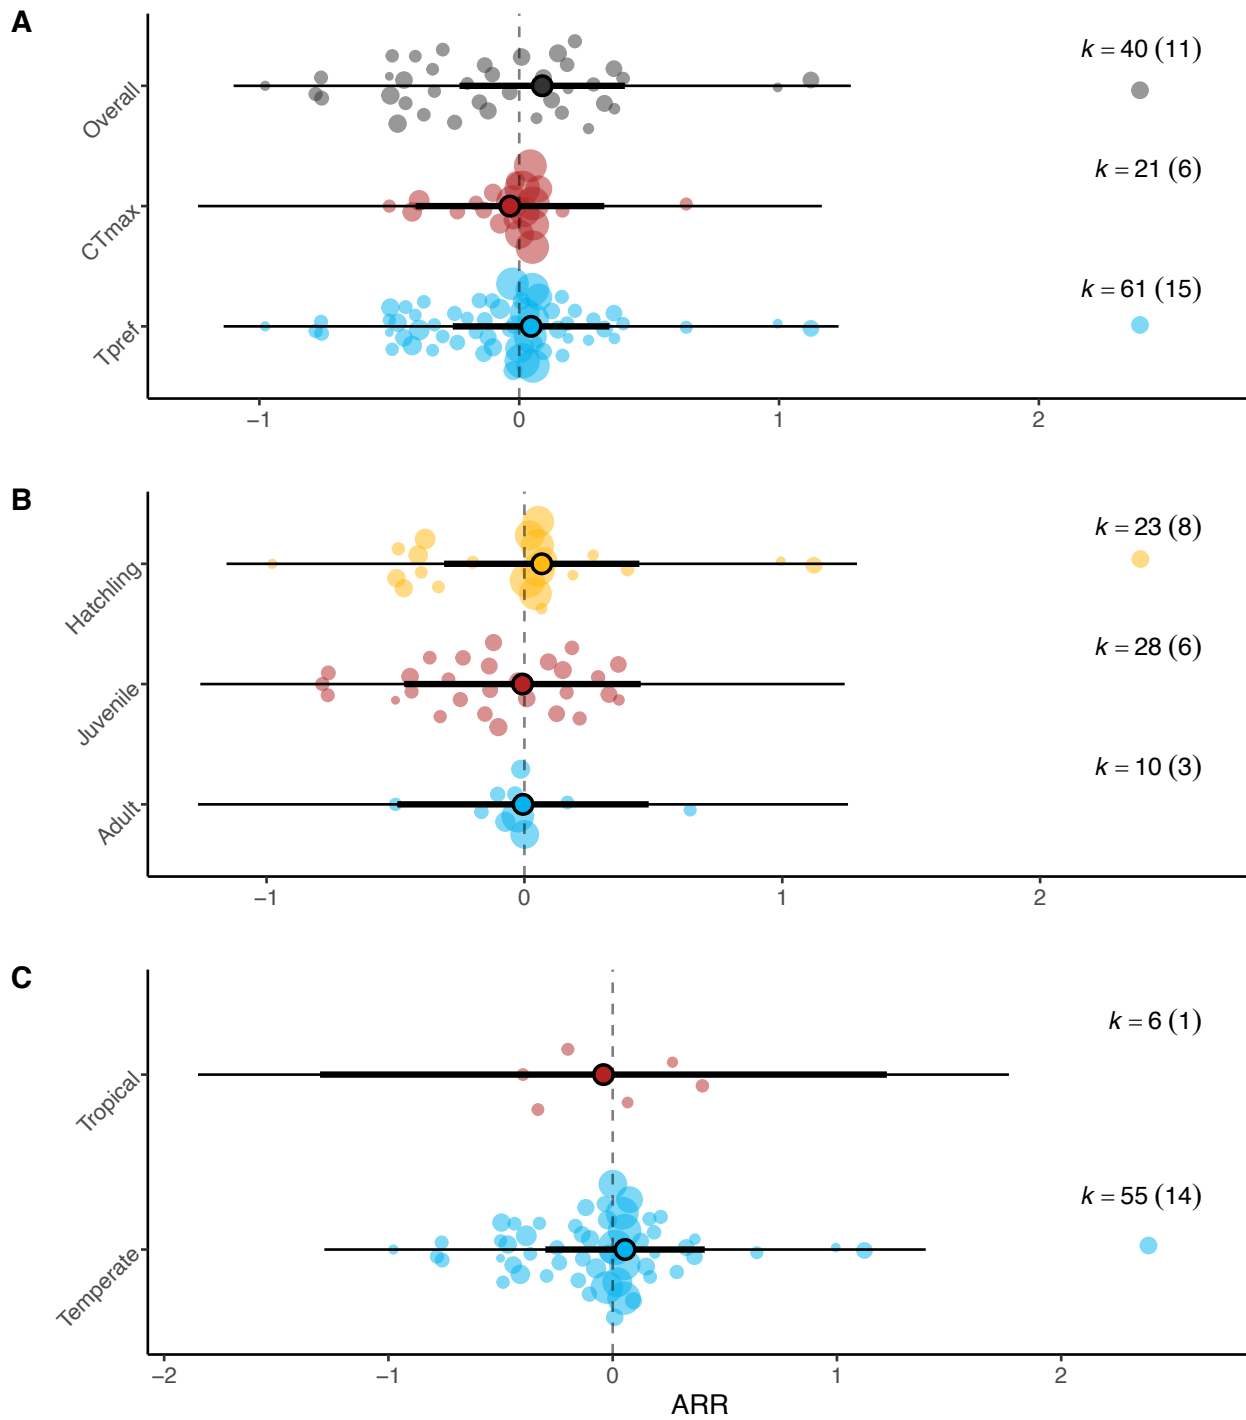 A
Overall
k = 40 (11)
CTmax
k = 21 (6)
Tpref
k = 61 (15)
−1 0 1 2
B
Hatchling
k = 23 (8)
Juvenile
k = 28 (6)
Adult
k = 10 (3)
−1 0 1 2
C
Tropical
k = 6 (1)
Temperate
k = 55 (14)
−2 −1 0 1 2
ARR